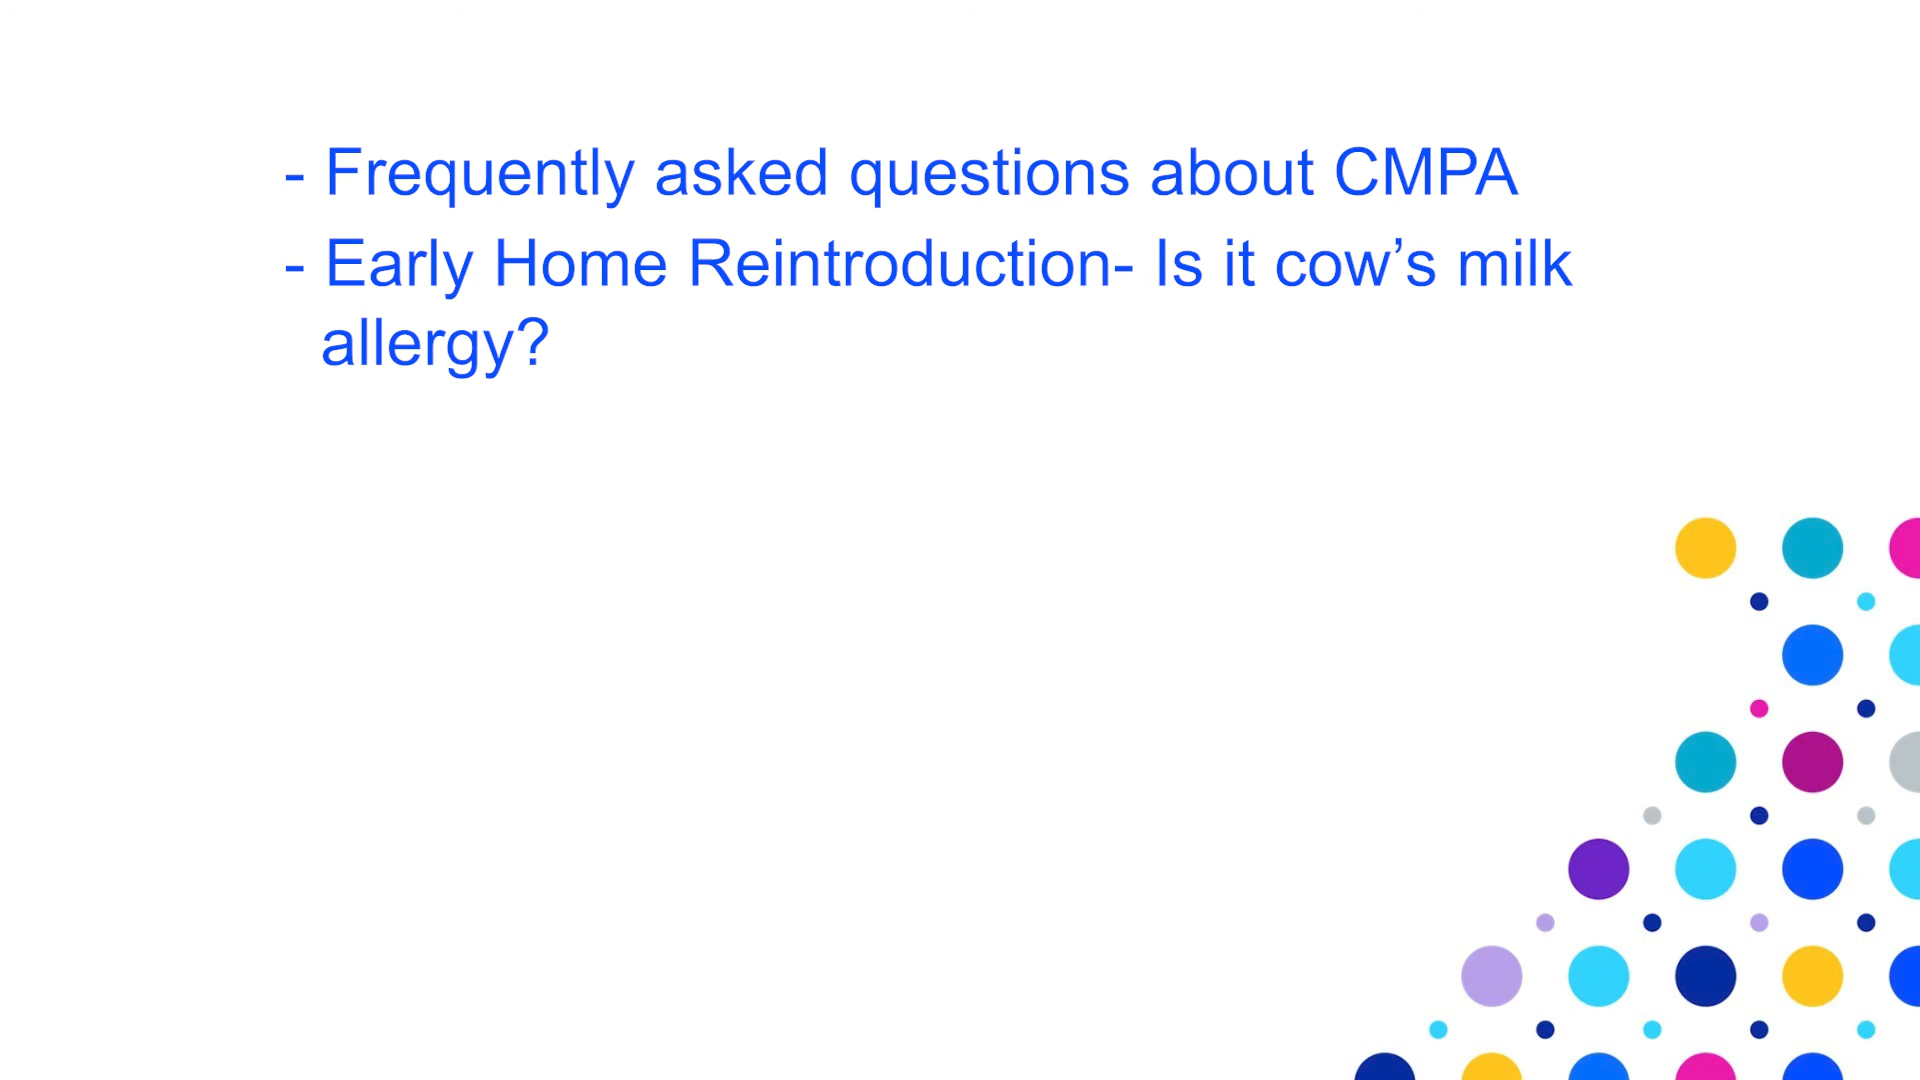 - Frequently asked questions about CMPA
- Early Home Reintroduction- Is it cow’s milk
allergy?